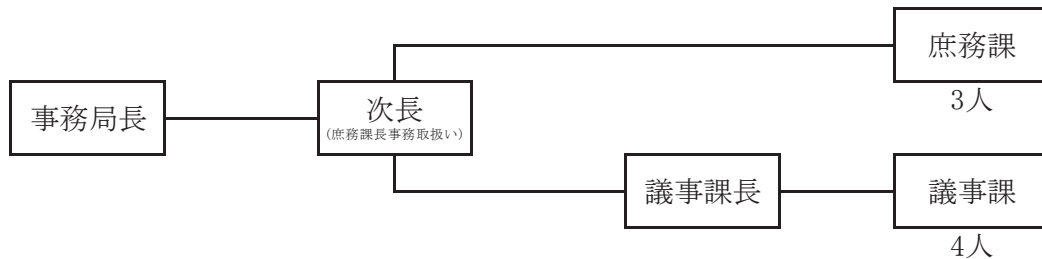 庶務課
3人
事務局長
次長
(庶務課長事務取扱い)
議事課長
議事課
4人